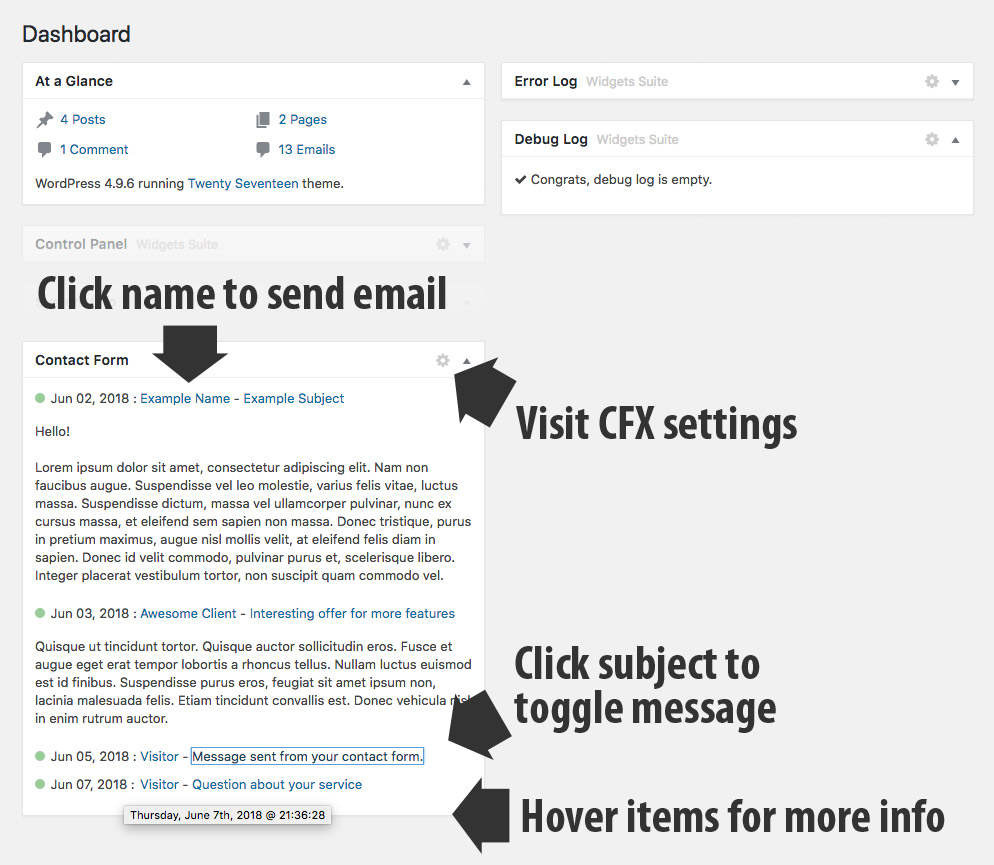 Dashboard
At a Glance
4 Posts
2 Pages
1 Comment
13 Emails
WordPress 4.9.6 running Twenty Seventeen theme.
Error Log Widgets Suite
Debug Log Widgets Suite
Congrats, debug log is empty.
Control Panel Widgets Suite
Click name to send email
Contact Form
Visit CFX settings
Jun 02, 2018 : Example Name - Example Subject
Hello!
Lorem ipsum dolor sit amet, consectetur adipiscing elit. Nam non
faucibus augue. Suspendisse vel leo molestie, varius felis vitae, luctus
massa. Suspendisse dictum, massa vel ullamcorper pulvinar, nunc ex
cursus massa, et eleifend sem sapien non massa. Donec tristique, purus
in pretium maximus, augue nisl mollis velit, at eleifend felis diam in
sapien. Donec id velit commodo, pulvinar purus et, scelerisque libero.
Integer placerat vestibulum tortor, non suscipit quam commodo vel.
Jun 03, 2018 : Awesome Client - Interesting offer for more features
Quisque ut tincidunt tortor. Quisque auctor sollicitudin eros. Fusce et
augue eget erat tempor lobortis a rhoncus tellus. Nullam luctus euismod
est id finibus. Suspendisse purus eros, feugiat sit amet ipsum non,
lacinia malesuada felis. Etiam tincidunt convallis est. Donec vehicula nisl
in enim rutrum auctor.
Click subject to
toggle message
Jun 05, 2018 : Visitor - Message sent from your contact form.
Jun 07, 2018 : Visitor - Question about your service
Thursday, June 7th, 2018 @ 21:36:28
Hover items for more info